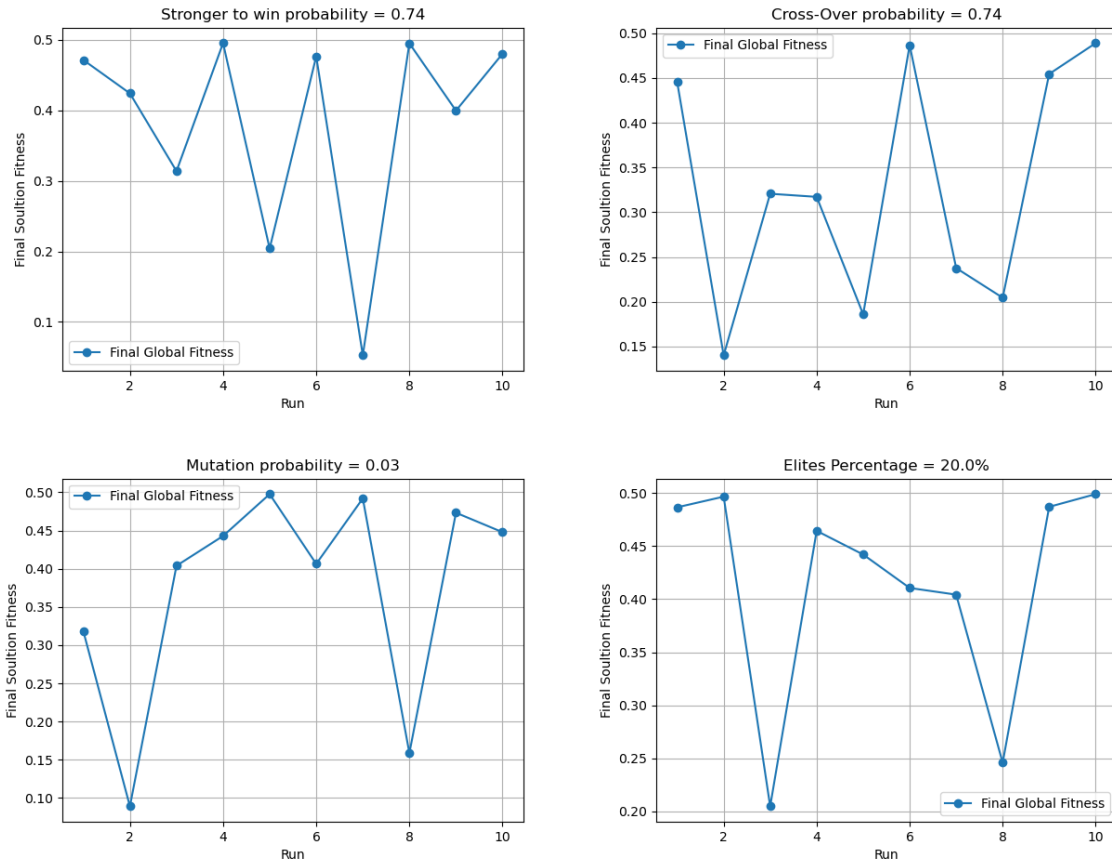 Stronger to win probability = 0.74
0.5
0.4
0.3
0.2
0.1
Final Soultion Fitness
Final Global Fitness
2 4 6 8 10
Run
Cross-Over probability = 0.74
0.50
0.45
0.40
0.35
0.30
0.25
0.20
0.15
Final Soultion Fitness
Final Global Fitness
2 4 6 8 10
Run
Mutation probability = 0.03
0.50
0.45
0.40
0.35
0.30
0.25
0.20
0.15
0.10
Final Soultion Fitness
Final Global Fitness
2 4 6 8 10
Run
Elites Percentage = 20.0%
0.50
0.45
0.40
0.35
0.30
0.25
0.20
Final Soultion Fitness
Final Global Fitness
2 4 6 8 10
Run